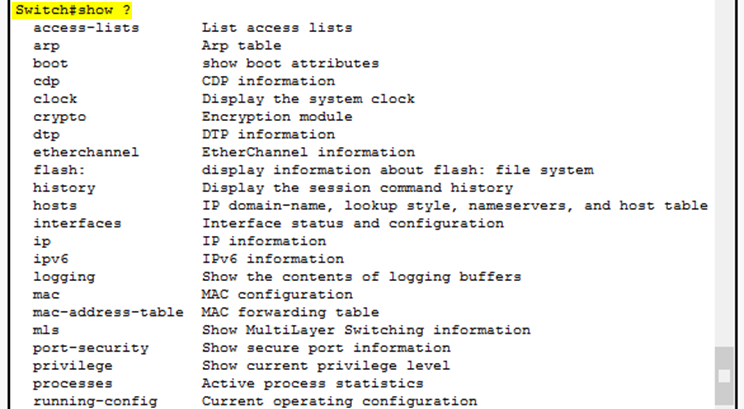 Switch#show ?
access-lists List access lists
arp Arp table
boot show boot attributes
cdp CDP information
clock Display the system clock
crypto Encryption module
dtp DTP information
etherchannel EtherChannel information
flash: display information about flash: file system
history Display the session command history
hosts IP domain-name, lookup style, nameservers, and host table
interfaces Interface status and configuration
ip IP information
ipv6 IPv6 information
logging Show the contents of logging buffers
mac MAC configuration
mac-address-table MAC forwarding table
mls Show MultiLayer Switching information
port-security Show secure port information
privilege Show current privilege level
processes Active process statistics
running-config Current operating configuration